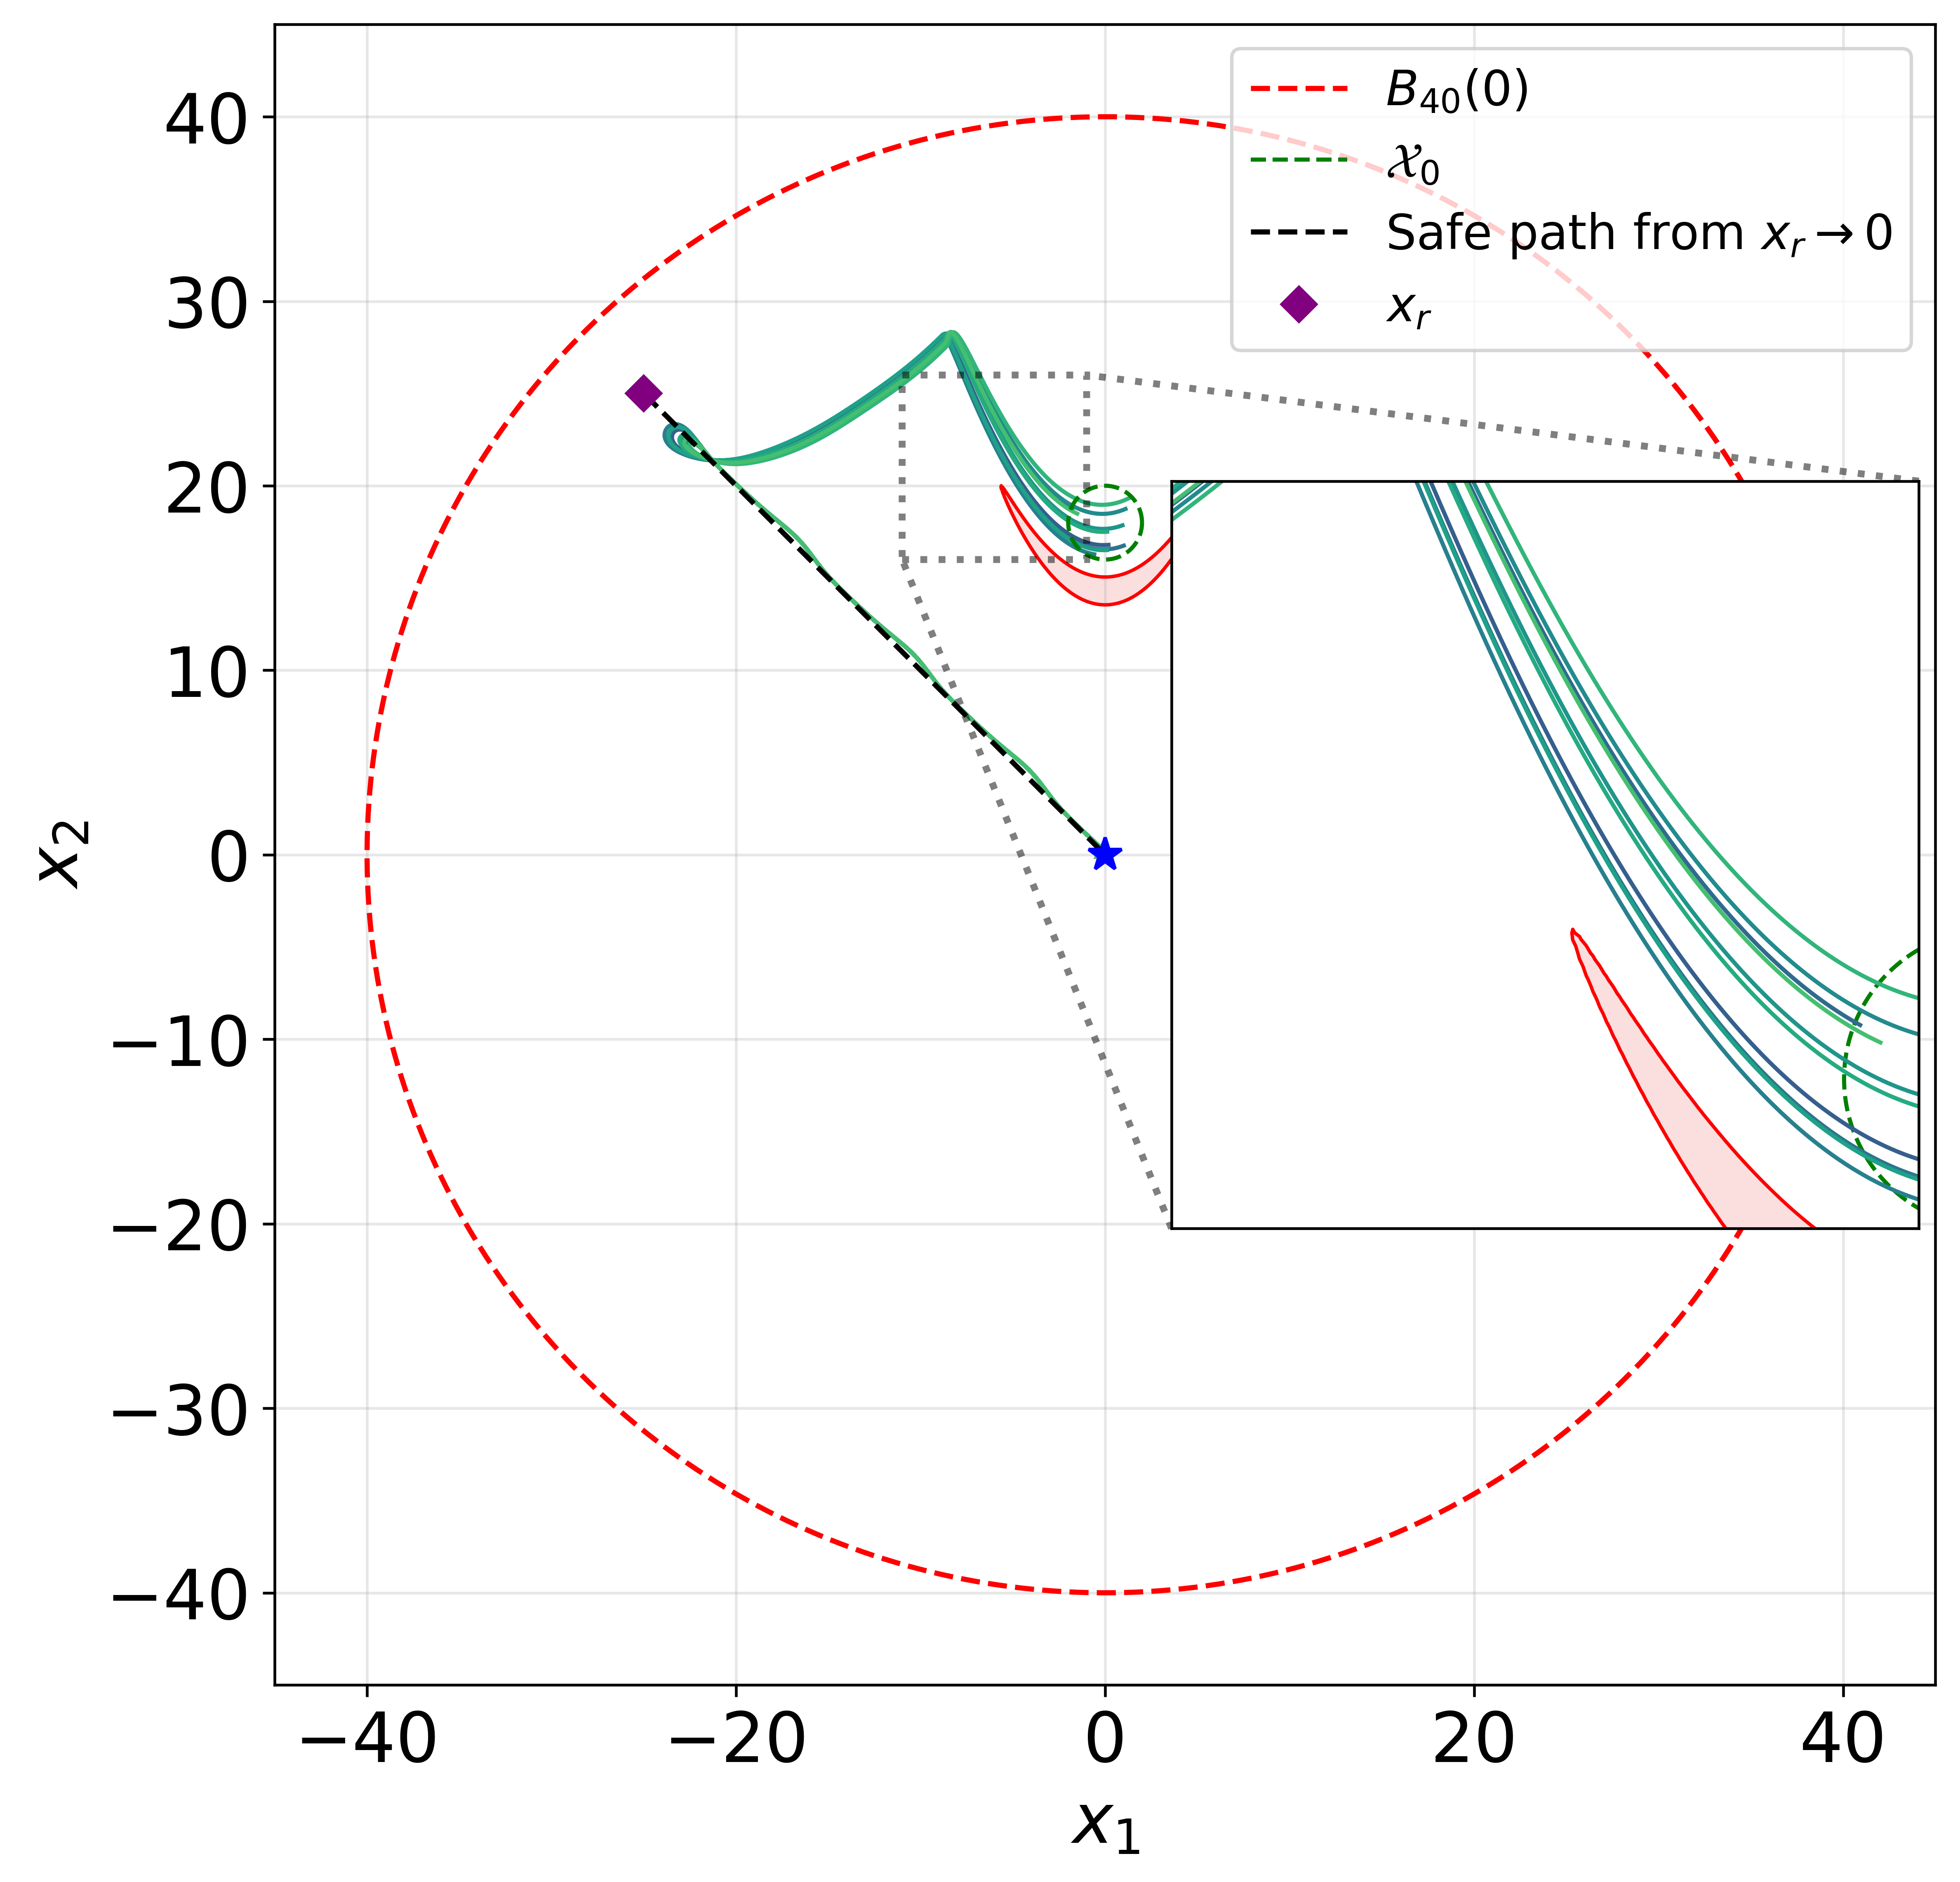 B₄₀(0)
𝒳₀
Safe path from xᵣ → 0
xᵣ
40
30
20
10
0
−10
−20
−30
−40
x₂
−40 −20 0 20 40
x₁